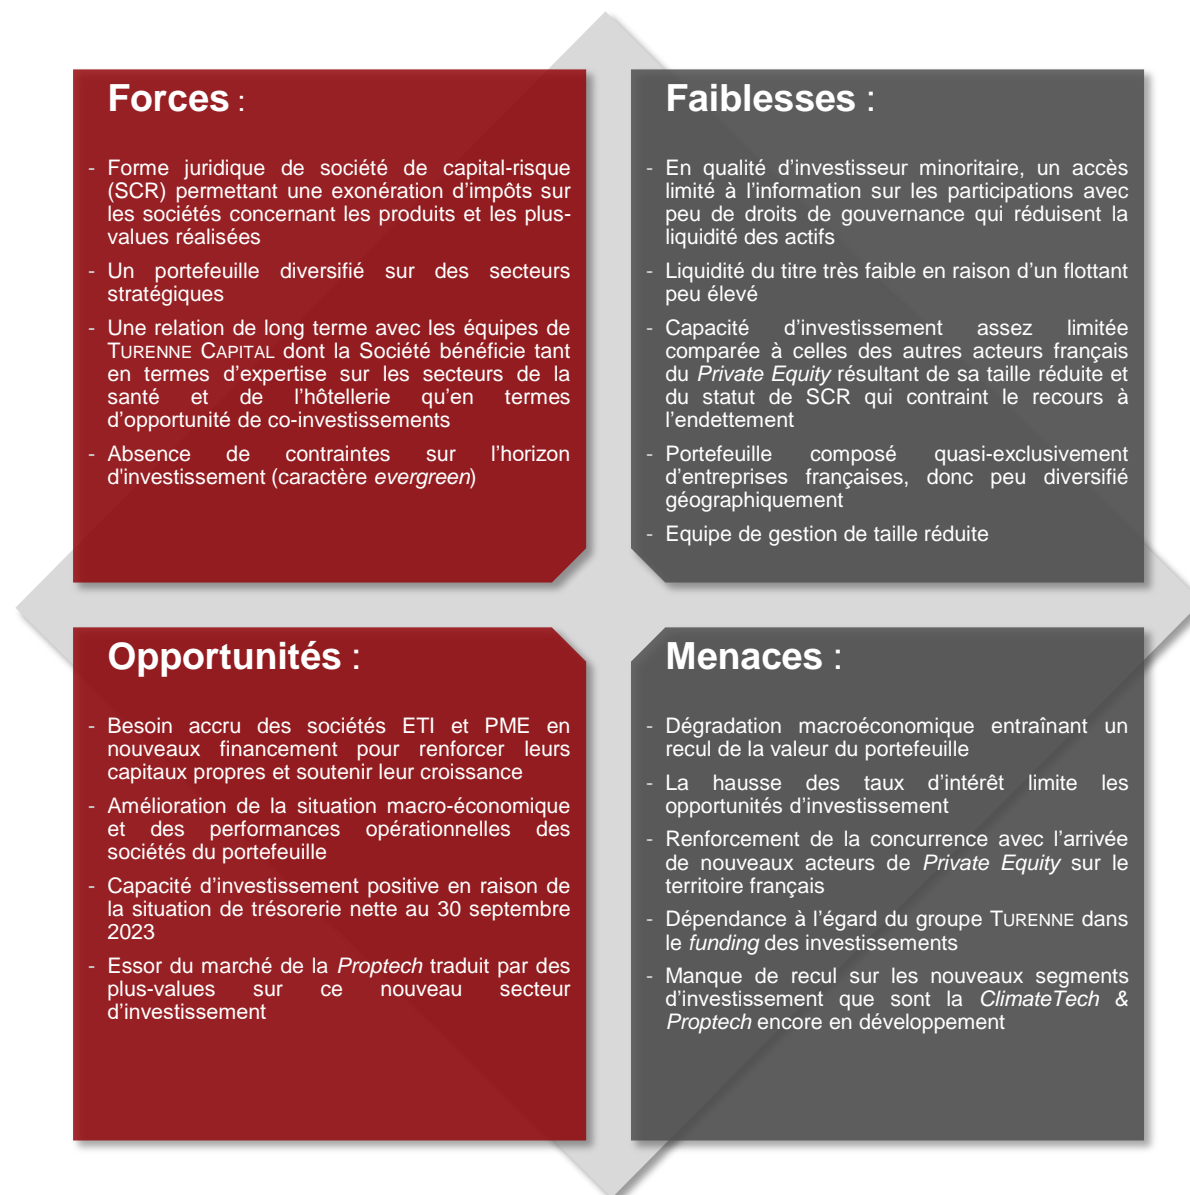 Forces :
- Forme juridique de société de capital-risque
(SCR) permettant une exonération d'impôts sur
les sociétés concernant les produits et les plus-
values réalisées
- Un portefeuille diversifié sur des secteurs
stratégiques
- Une relation de long terme avec les équipes de
TURENNE CAPITAL dont la Société bénéficie tant
en termes d'expertise sur les secteurs de la
santé et de l'hôtellerie qu'en termes
d'opportunité de co-investissements
- Absence de contraintes sur l'horizon
d'investissement (caractère evergreen)
Faiblesses :
- En qualité d'investisseur minoritaire, un accès
limité à l'information sur les participations avec
peu de droits de gouvernance qui réduisent la
liquidité des actifs
- Liquidité du titre très faible en raison d'un flottant
peu élevé
- Capacité d'investissement assez limitée
comparée à celles des autres acteurs français
du Private Equity résultant de sa taille réduite et
du statut de SCR qui contraint le recours à
l'endettement
- Portefeuille composé quasi-exclusivement
d'entreprises françaises, donc peu diversifié
géographiquement
- Equipe de gestion de taille réduite
Opportunités :
- Besoin accru des sociétés ETI et PME en
nouveaux financement pour renforcer leurs
capitaux propres et soutenir leur croissance
- Amélioration de la situation macro-économique
et des performances opérationnelles des
sociétés du portefeuille
- Capacité d'investissement positive en raison de
la situation de trésorerie nette au 30 septembre
2023
- Essor du marché de la Proptech traduit par des
plus-values sur ce nouveau secteur
d'investissement
Menaces :
- Dégradation macroéconomique entraînant un
recul de la valeur du portefeuille
- La hausse des taux d'intérêt limite les
opportunités d'investissement
- Renforcement de la concurrence avec l'arrivée
de nouveaux acteurs de Private Equity sur le
territoire français
- Dépendance à l'égard du groupe TURENNE dans
le funding des investissements
- Manque de recul sur les nouveaux segments
d'investissement que sont la ClimateTech &
Proptech encore en développement